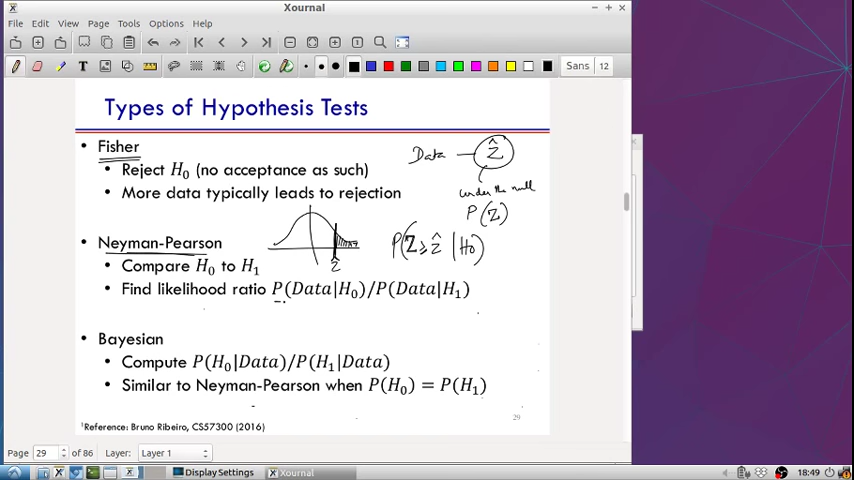 Xournal
File Edit View Page Tools Options Help
Sans 12
Types of Hypothesis Tests
• Fisher
• Reject H₀ (no acceptance as such)
• More data typically leads to rejection
Data — Ẑ
under the null
P(Z)
• Neyman-Pearson
• Compare H₀ to H₁
• Find likelihood ratio P(Data|H₀)/P(Data|H₁)
ẑ
P(Z ≥ ẑ | H₀)
• Bayesian
• Compute P(H₀|Data)/P(H₁|Data)
• Similar to Neyman-Pearson when P(H₀) = P(H₁)
29
¹Reference: Bruno Ribeiro, CS57300 (2016)
Page 29 of 86 Layer: Layer 1
Display Settings Xournal 18:49